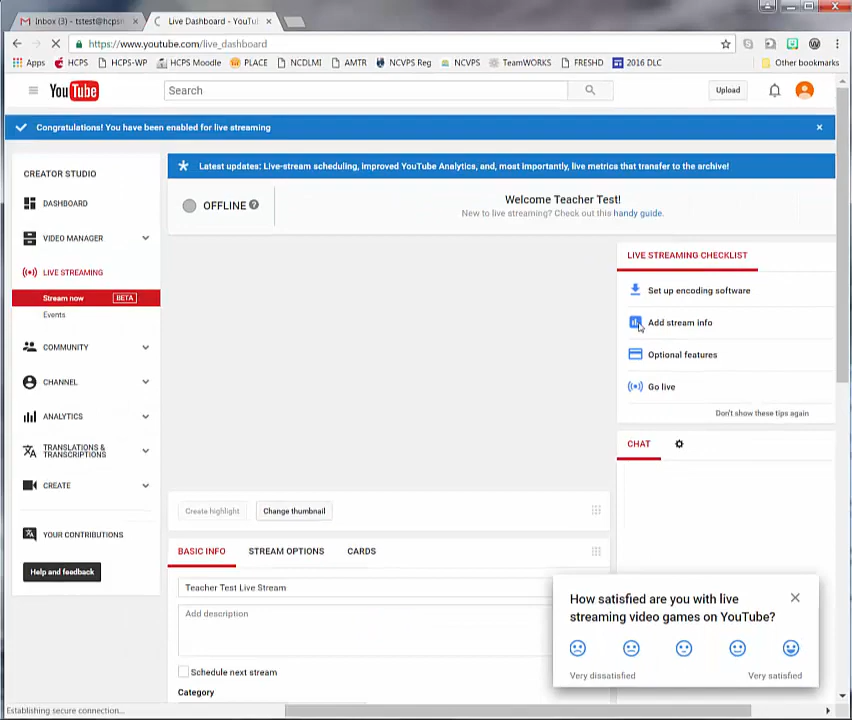 Inbox (3) - tstest@hcpsn
Live Dashboard - YouTu
https://www.youtube.com/live_dashboard
Apps HCPS HCPS-WP HCPS Moodle PLACE NCDLMI AMTR NCVPS Reg NCVPS TeamWORKS FRESHD 2016 DLC Other bookmarks
YouTube
Search
Upload
Congratulations! You have been enabled for live streaming
CREATOR STUDIO
DASHBOARD
VIDEO MANAGER
LIVE STREAMING
Stream now BETA
Events
COMMUNITY
CHANNEL
ANALYTICS
TRANSLATIONS &
TRANSCRIPTIONS
CREATE
YOUR CONTRIBUTIONS
Help and feedback
Latest updates: Live-stream scheduling, improved YouTube Analytics, and, most importantly, live metrics that transfer to the archive!
OFFLINE ?
Welcome Teacher Test!
New to live streaming? Check out this handy guide.
LIVE STREAMING CHECKLIST
Set up encoding software
Add stream info
Optional features
Go live
Don't show these tips again
CHAT
Create highlight Change thumbnail
BASIC INFO STREAM OPTIONS CARDS
Teacher Test Live Stream
Add description
Schedule next stream
Category
How satisfied are you with live
streaming video games on YouTube?
Very dissatisfied Very satisfied
Establishing secure connection...